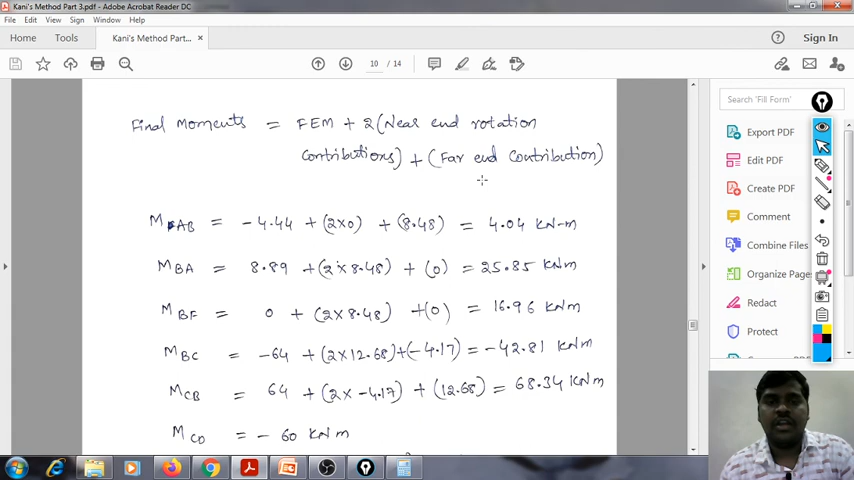 Kani's Method Part 3.pdf - Adobe Acrobat Reader DC
File Edit View Sign Window Help
Home Tools Kani's Method Part... × ? Sign In
10 / 14
Final Moments = FEM + 2(Near end rotation
Contributions) + (Far end Contribution)
MAB = -4.44 + (2x0) + (8.48) = 4.04 KN-m
MBA = 8.89 + (2x8.48) + (0) = 25.85 KNm
MBF = 0 + (2x8.48) + (0) = 16.96 KNm
MBC = -64 + (2x12.68)+(-4.17) = -42.81 KNm
MCB = 64 + (2x -4.17) + (12.68) = 68.34 KNm
MCD = - 60 KNm
Search 'Fill Form'
Export PDF
Edit PDF
Create PDF
Comment
Combine Files
Organize Pages
Redact
Protect